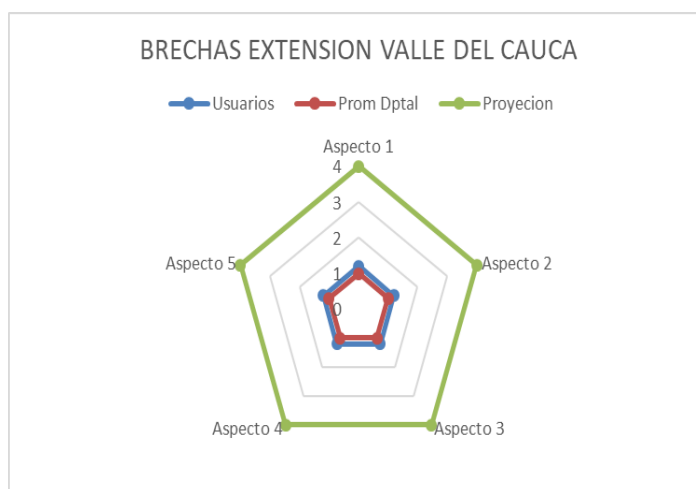 BRECHAS EXTENSION VALLE DEL CAUCA
Usuarios Prom Dptal Proyecion
Aspecto 1
4
3
2
1
0
Aspecto 2
Aspecto 3
Aspecto 4
Aspecto 5